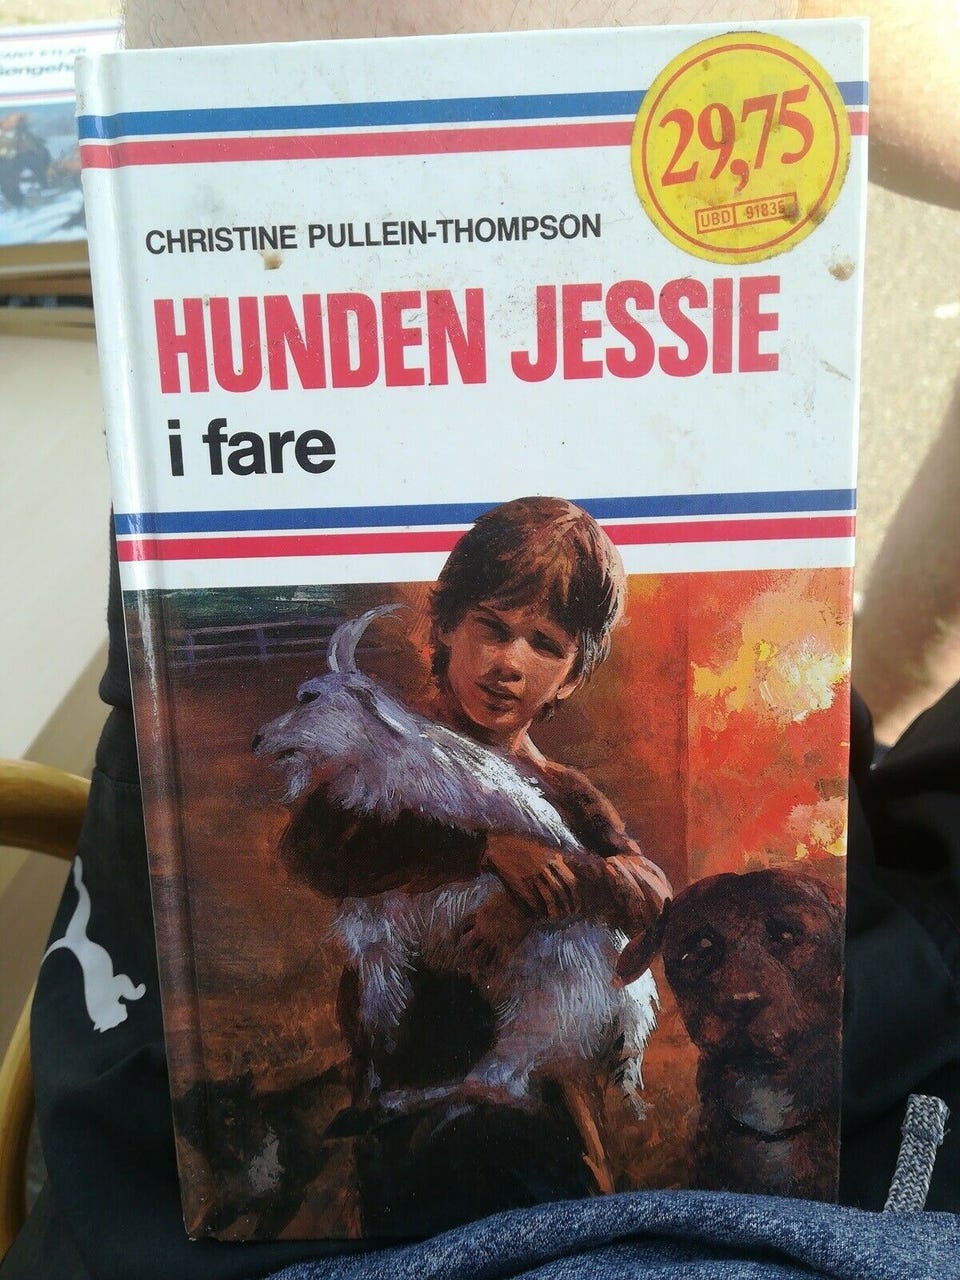 29,75
UBD 91835
CHRISTINE PULLEIN-THOMPSON
HUNDEN JESSIE
i fare